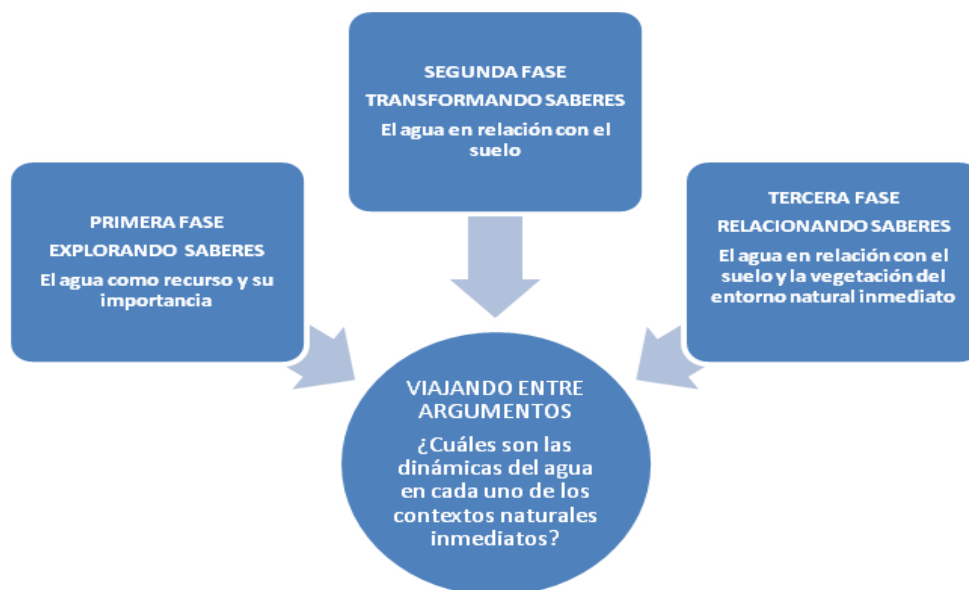 PRIMERA FASE
EXPLORANDO SABERES
El agua como recurso y su
importancia
SEGUNDA FASE
TRANSFORMANDO SABERES
El agua en relación con el
suelo
TERCERA FASE
RELACIONANDO SABERES
El agua en relación con el
suelo y la vegetación del
entorno natural inmediato
VIAJANDO ENTRE
ARGUMENTOS
¿Cuáles son las
dinámicas del agua
en cada uno de los
contextos naturales
inmediatos?